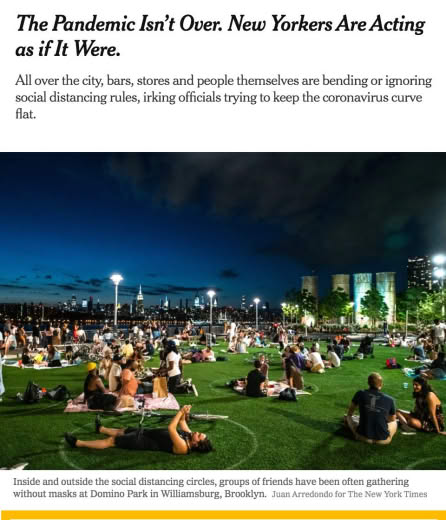 The Pandemic Isn’t Over. New Yorkers Are Acting
as if It Were.
All over the city, bars, stores and people themselves are bending or ignoring
social distancing rules, irking officials trying to keep the coronavirus curve
flat.
Inside and outside the social distancing circles, groups of friends have been often gathering
without masks at Domino Park in Williamsburg, Brooklyn. Juan Arredondo for The New York Times